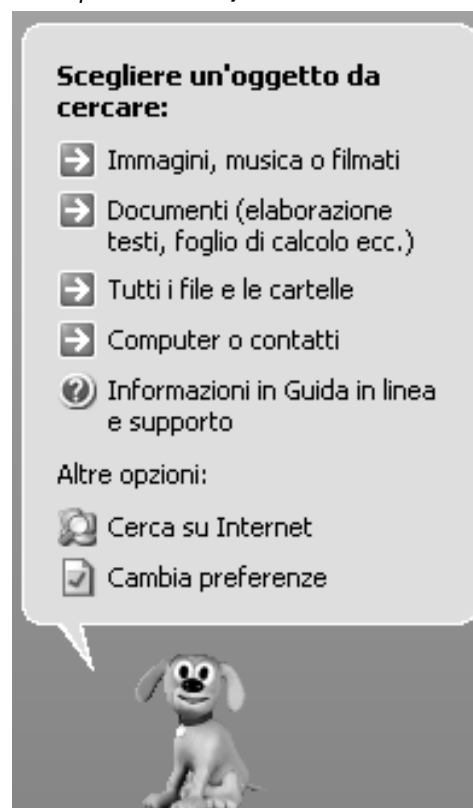 Scegliere un'oggetto da
cercare:
Immagini, musica o filmati
Documenti (elaborazione
testi, foglio di calcolo ecc.)
Tutti i file e le cartelle
Computer o contatti
Informazioni in Guida in linea
e supporto
Altre opzioni:
Cerca su Internet
Cambia preferenze